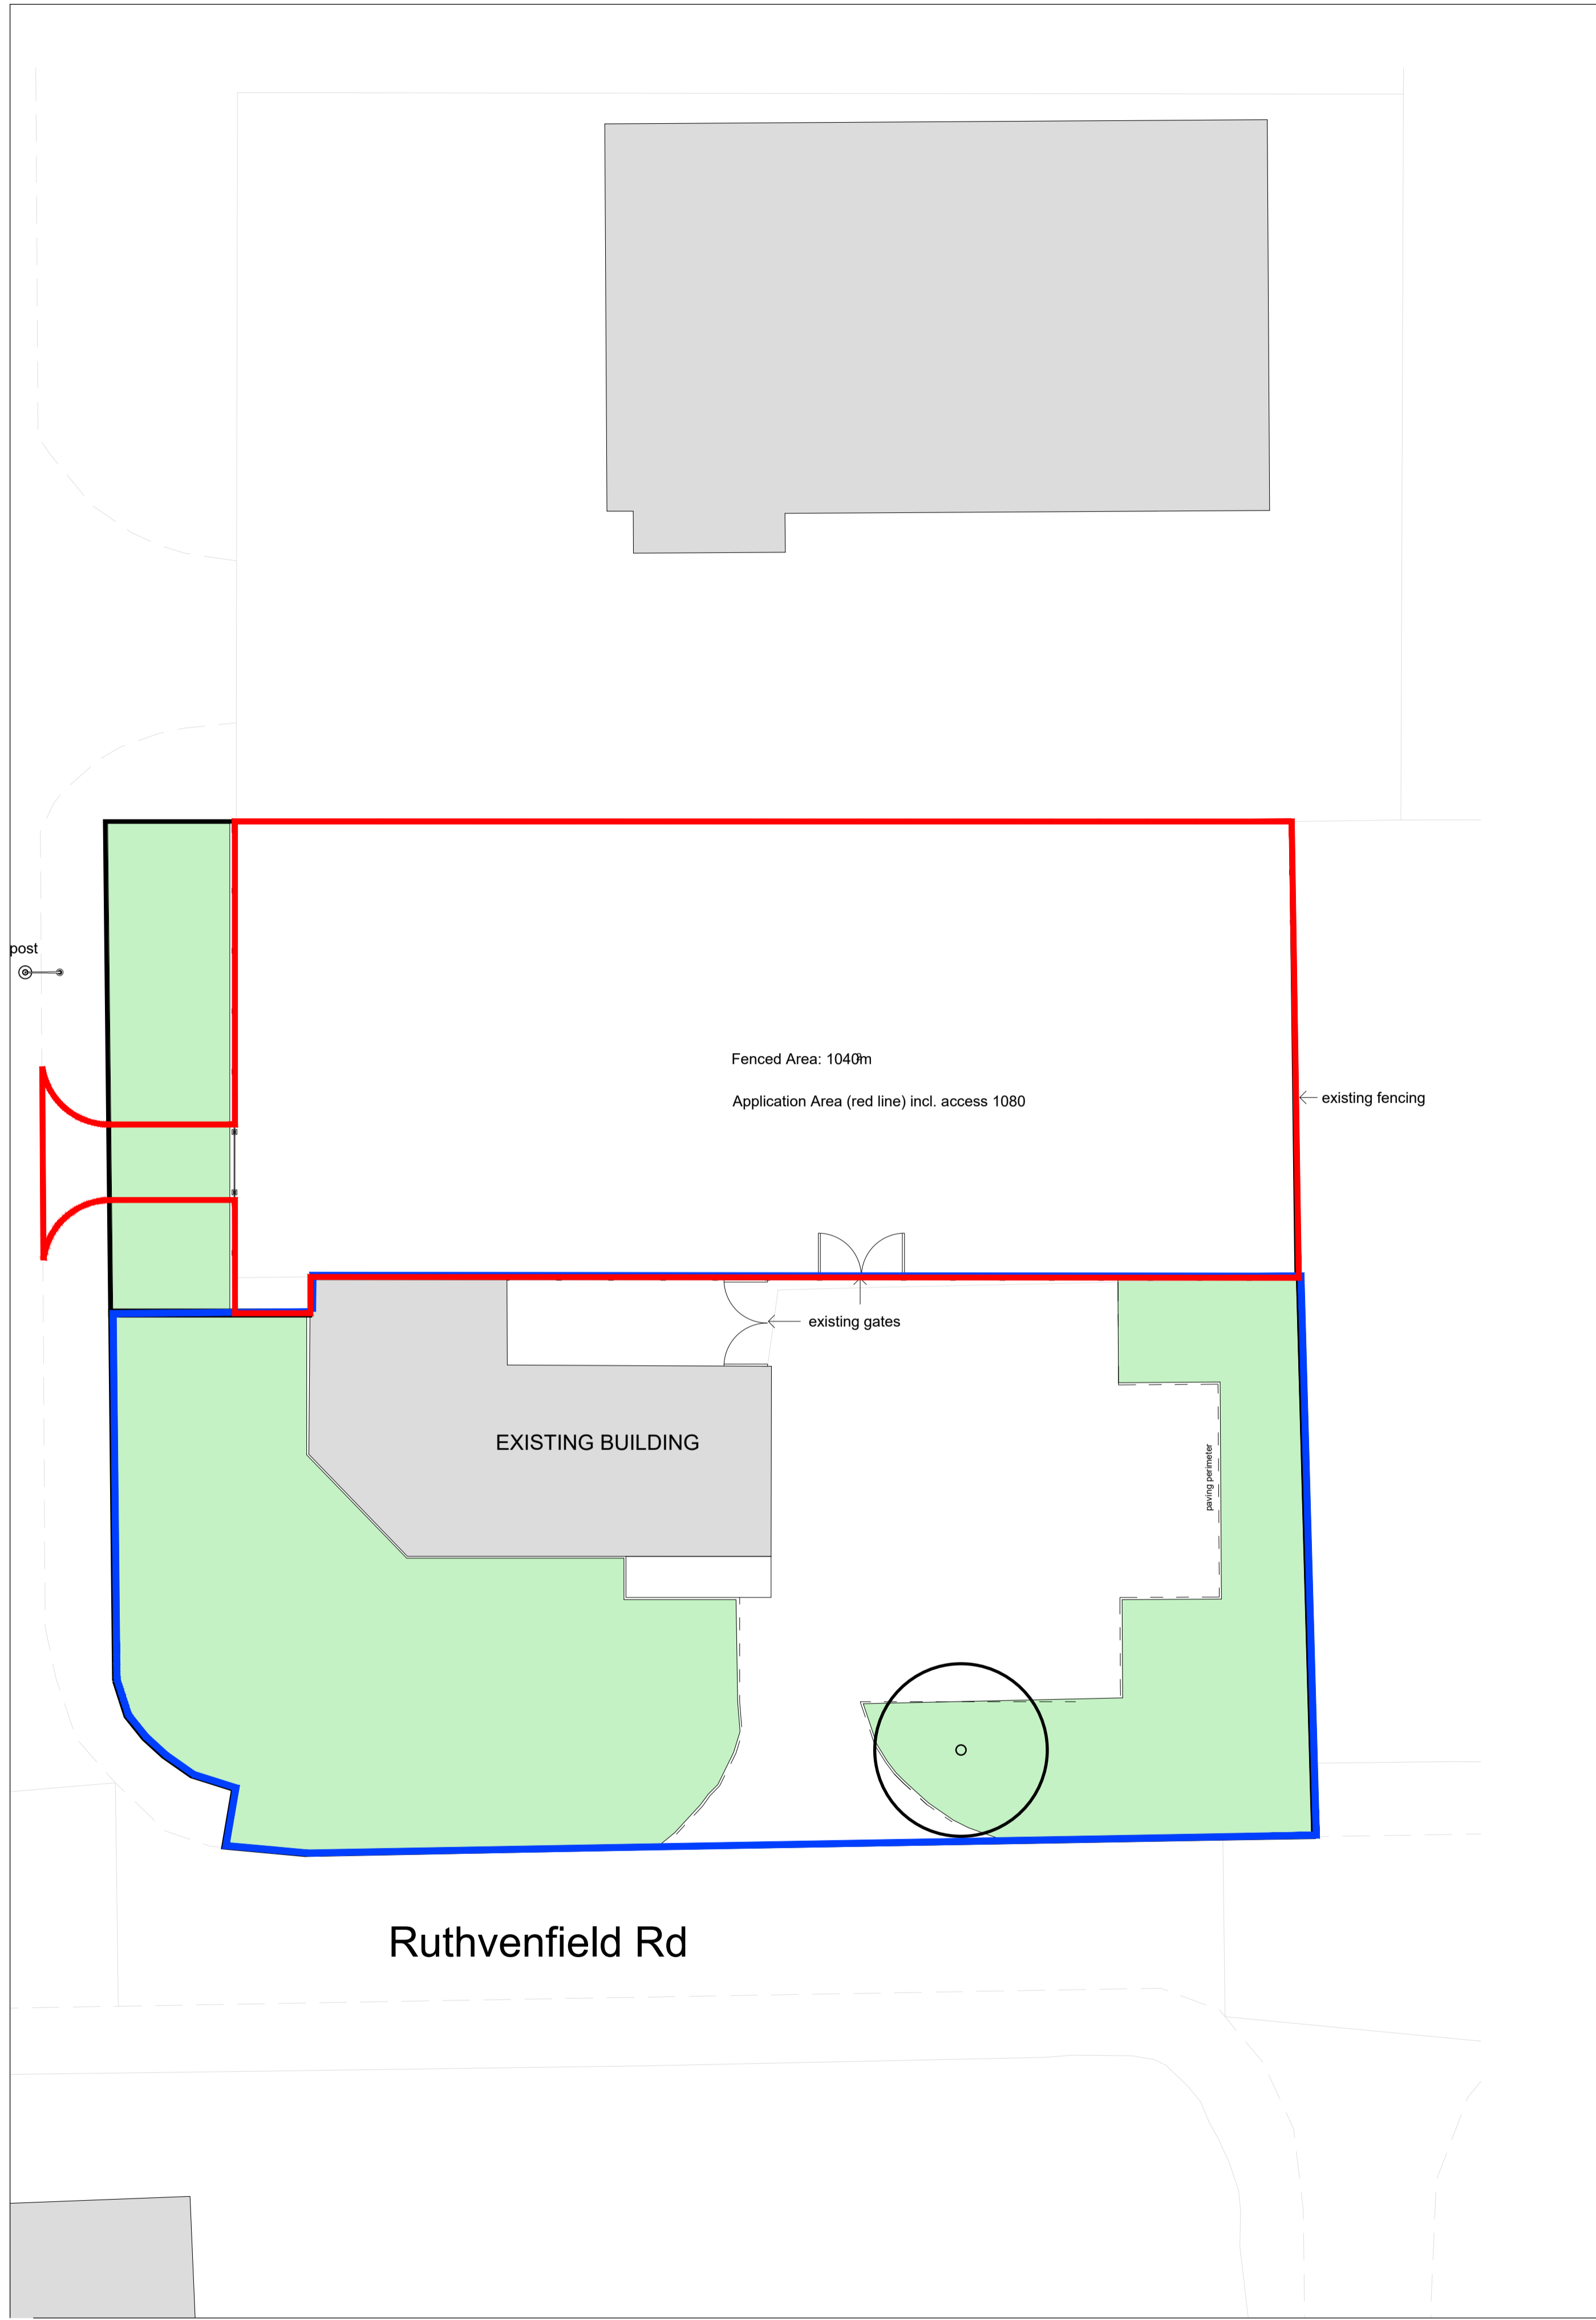 post
Fenced Area: 1040m²
Application Area (red line) incl. access 1080
existing fencing
existing gates
EXISTING BUILDING
paving perimeter
Ruthvenfield Rd